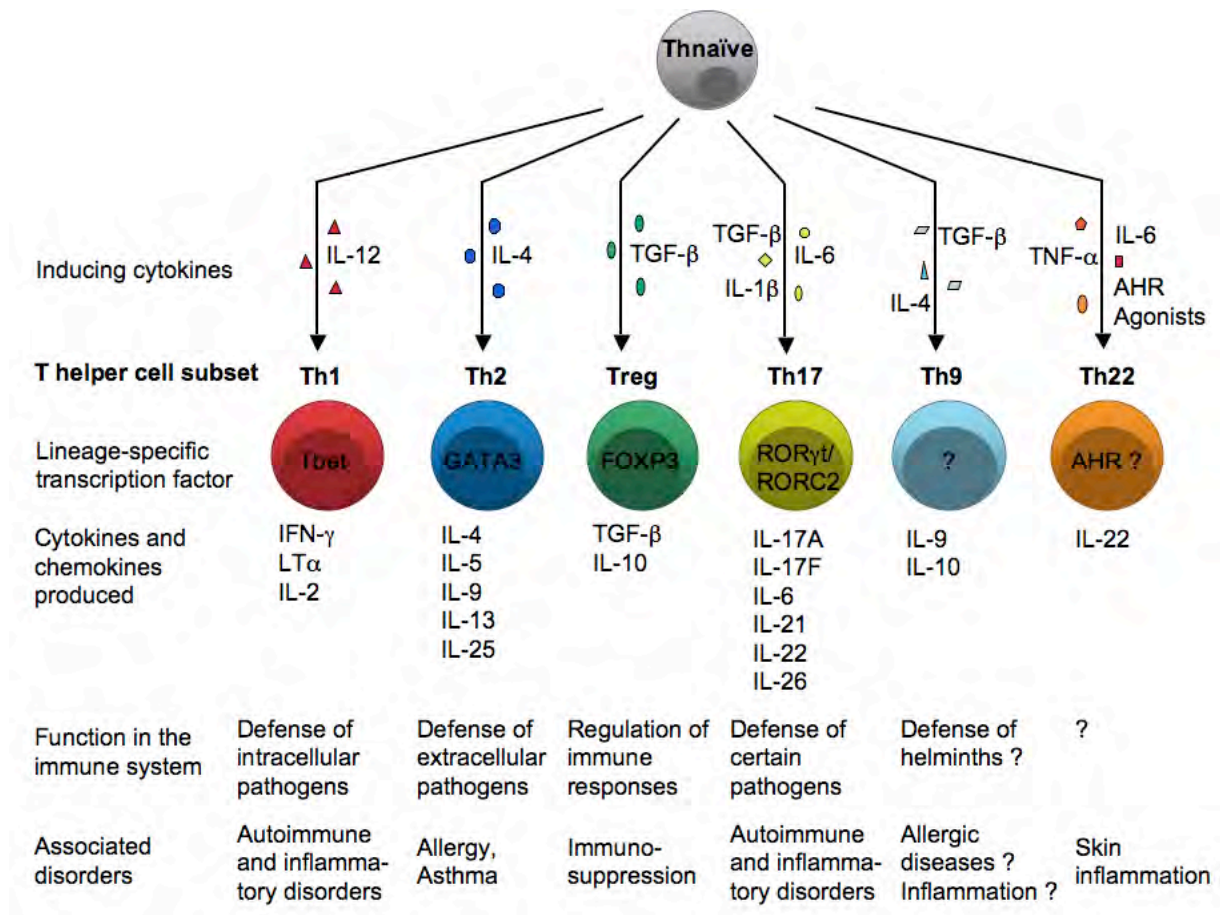 Thnaïve
Inducing cytokines
IL-12
IL-4
TGF-β
TGF-β
IL-6
IL-1β
TGF-β
IL-4
IL-6
TNF-α
AHR
Agonists
T helper cell subset
Th1
Th2
Treg
Th17
Th9
Th22
Lineage-specific
transcription factor
Tbet
GATA3
FOXP3
RORγt/
RORC2
?
AHR ?
Cytokines and
chemokines
produced
IFN-γ
LTα
IL-2
IL-4
IL-5
IL-9
IL-13
IL-25
TGF-β
IL-10
IL-17A
IL-17F
IL-6
IL-21
IL-22
IL-26
IL-9
IL-10
IL-22
Function in the
immune system
Defense of
intracellular
pathogens
Defense of
extracellular
pathogens
Regulation of
immune
responses
Defense of
certain
pathogens
Defense of
helminths ?
?
Associated
disorders
Autoimmune
and inflamma-
tory disorders
Allergy,
Asthma
Immuno-
suppression
Autoimmune
and inflamma-
tory disorders
Allergic
diseases ?
Inflammation ?
Skin
inflammation